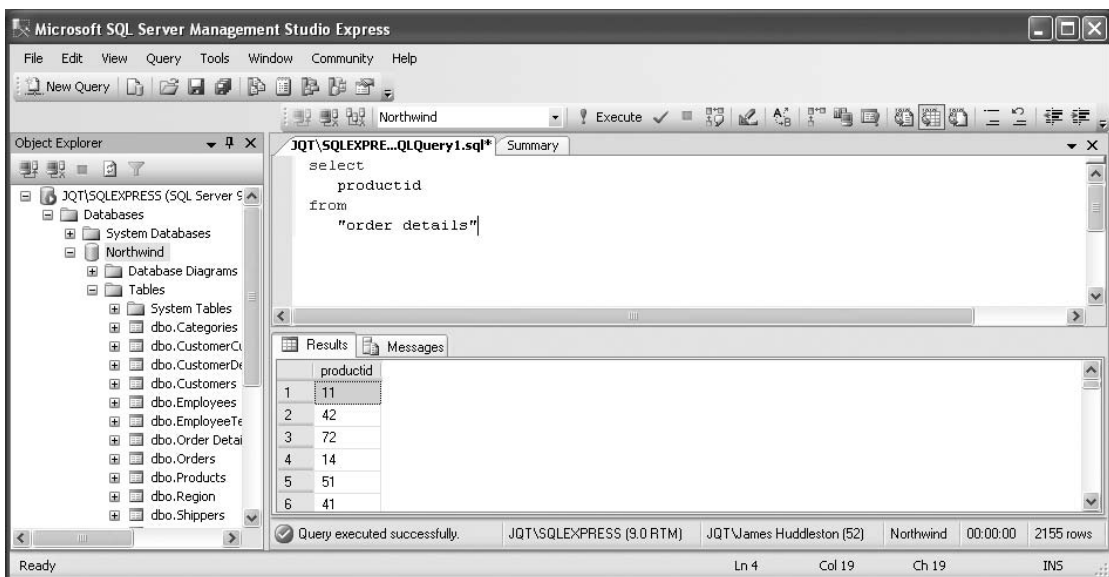 Microsoft SQL Server Management Studio Express
File Edit View Query Tools Window Community Help
New Query
Northwind Execute
Object Explorer
JQT\SQLEXPRE...QLQuery1.sql* Summary
JQT\SQLEXPRESS (SQL Server 9
Databases
System Databases
Northwind
Database Diagrams
Tables
System Tables
dbo.Categories
dbo.CustomerCu
dbo.CustomerDe
dbo.Customers
dbo.Employees
dbo.EmployeeTe
dbo.Order Detai
dbo.Orders
dbo.Products
dbo.Region
dbo.Shippers
select
productid
from
"order details"
Results Messages
productid
1 11
2 42
3 72
4 14
5 51
6 41
Query executed successfully. JQT\SQLEXPRESS (9.0 RTM) JQT\James Huddleston (52) Northwind 00:00:00 2155 rows
Ready Ln 4 Col 19 Ch 19 INS